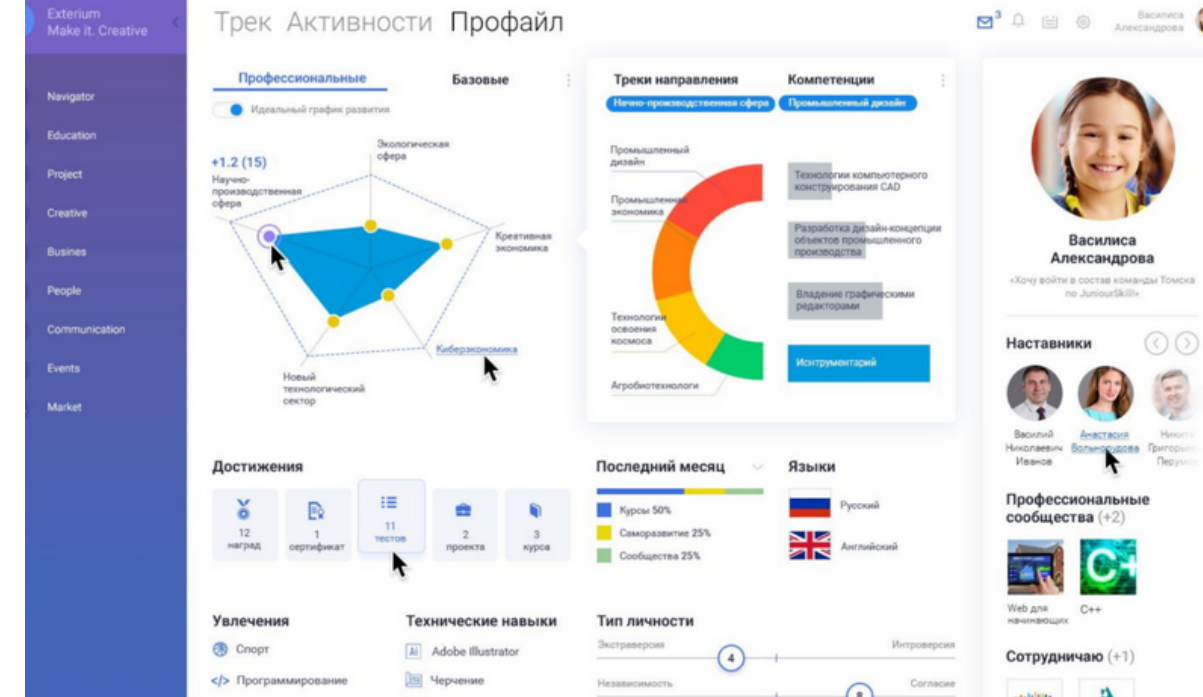 Exterium
Make it. Creative
Navigator
Education
Project
Creative
Busines
People
Communication
Events
Market
Трек Активности Профайл
3
Василиса
Александрова
Профессиональные
Базовые
Идеальный график развития
+1.2 (15)
Научно-
производственная
сфера
Экологическая
сфера
Креативная
экономика
Киберэкономика
Новый
технологический
сектор
Треки направления
Компетенции
Начно-производственная сфера
Промышленный дизайн
Промышленный
дизайн
Промышленная
экономика
Технологии
освоения
космоса
Агробиотехнологи
Технологии компьютерного
конструирования CAD
Разработка дизайн-концепции
объектов промышленного
производства
Владение графическими
редакторами
Иснтрументарий
Василиса
Александрова
«Хочу войти в состав команды Томска
по JuniourSkill!»
Наставники
Василий
Николаевич
Иванов
Анастасия
Вольнорудова
Никита
Достижения
12
наград
1
сертификат
11
тестов
2
проекта
3
курса
Последний месяц
Курсы 50%
Саморазвитие 25%
Сообщества 25%
Языки
Русский
Английский
Профессиональные
сообщества (+2)
C+
Web для
начинающих
C++
Сотрудничаю (+1)
Увлечения
Спорт
</> Программирование
Технические навыки
Ai Adobe Illustrator
Черчение
Тип личности
Экстраверсия
Интроверсия
4
Независимость
Согласие
8